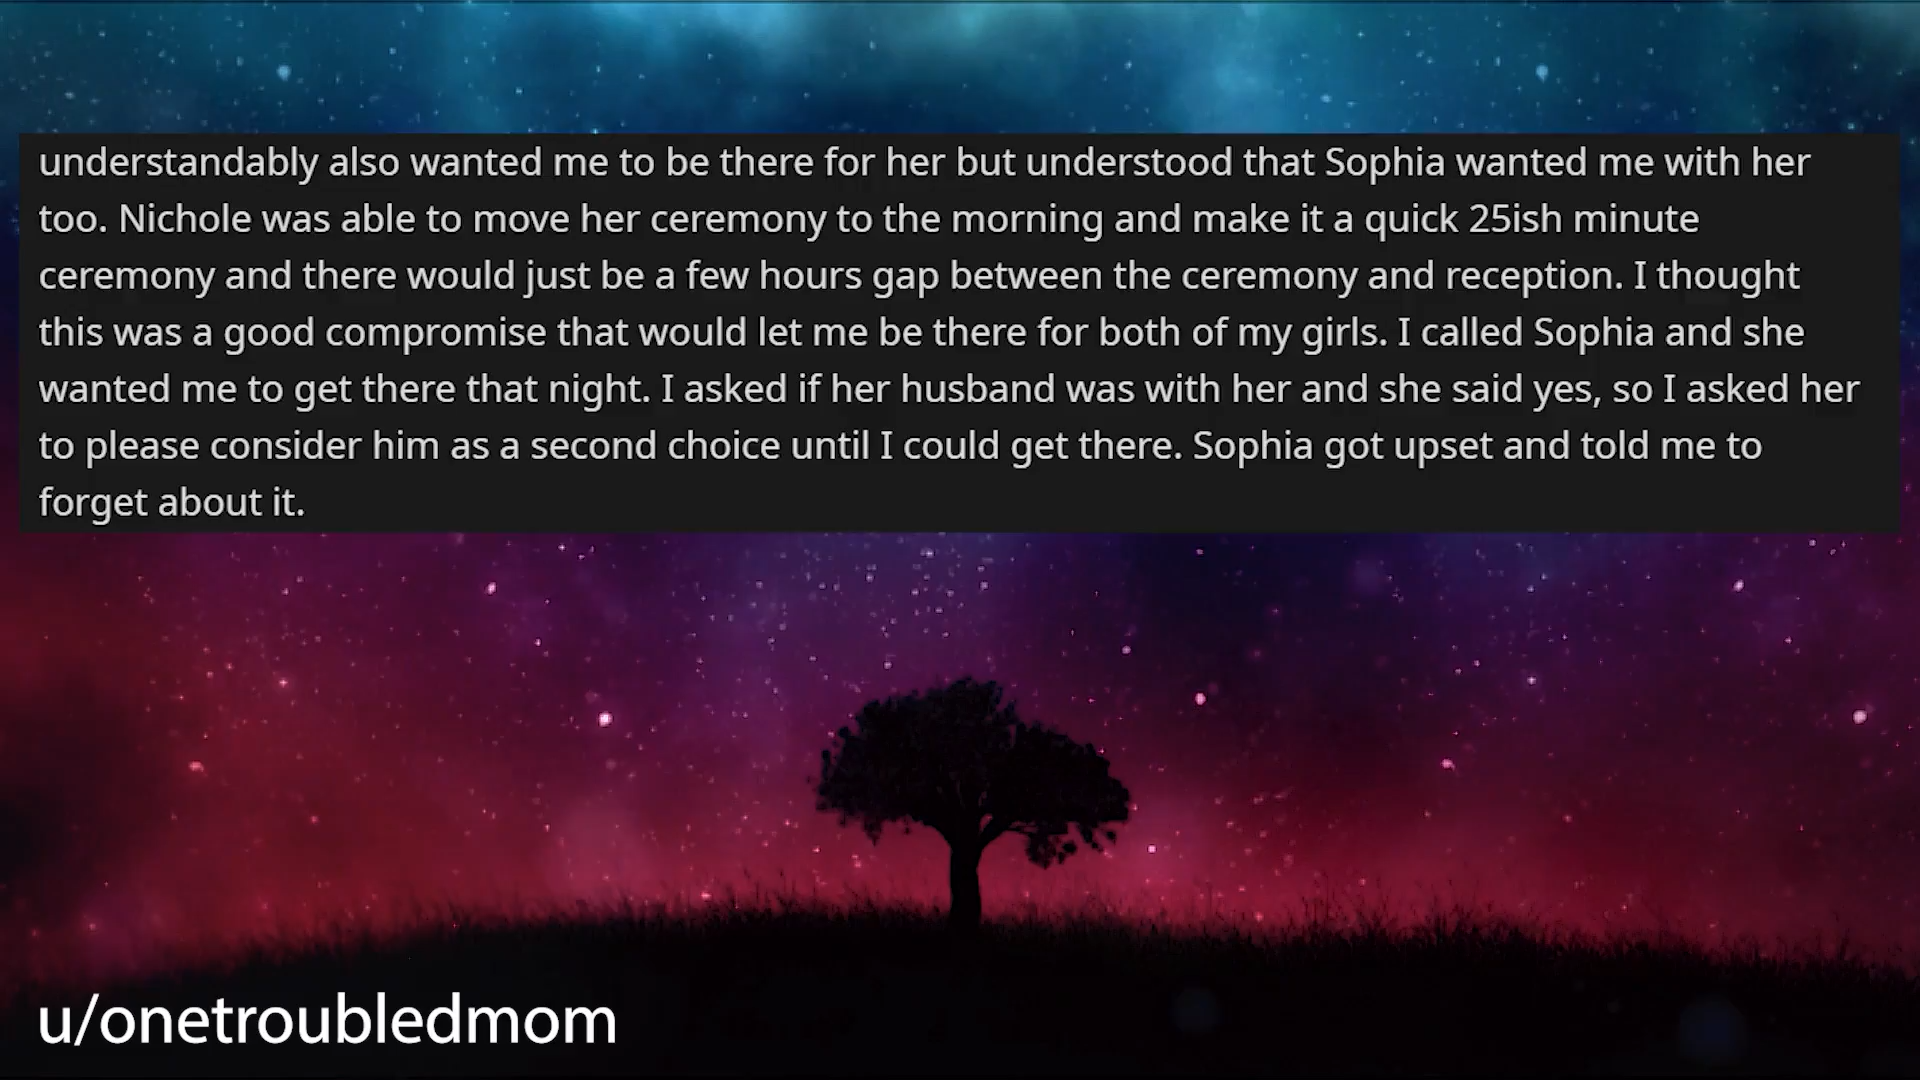 understandably also wanted me to be there for her but understood that Sophia wanted me with her
too. Nichole was able to move her ceremony to the morning and make it a quick 25ish minute
ceremony and there would just be a few hours gap between the ceremony and reception. I thought
this was a good compromise that would let me be there for both of my girls. I called Sophia and she
wanted me to get there that night. I asked if her husband was with her and she said yes, so I asked her
to please consider him as a second choice until I could get there. Sophia got upset and told me to
forget about it.
u/onetroubledmom